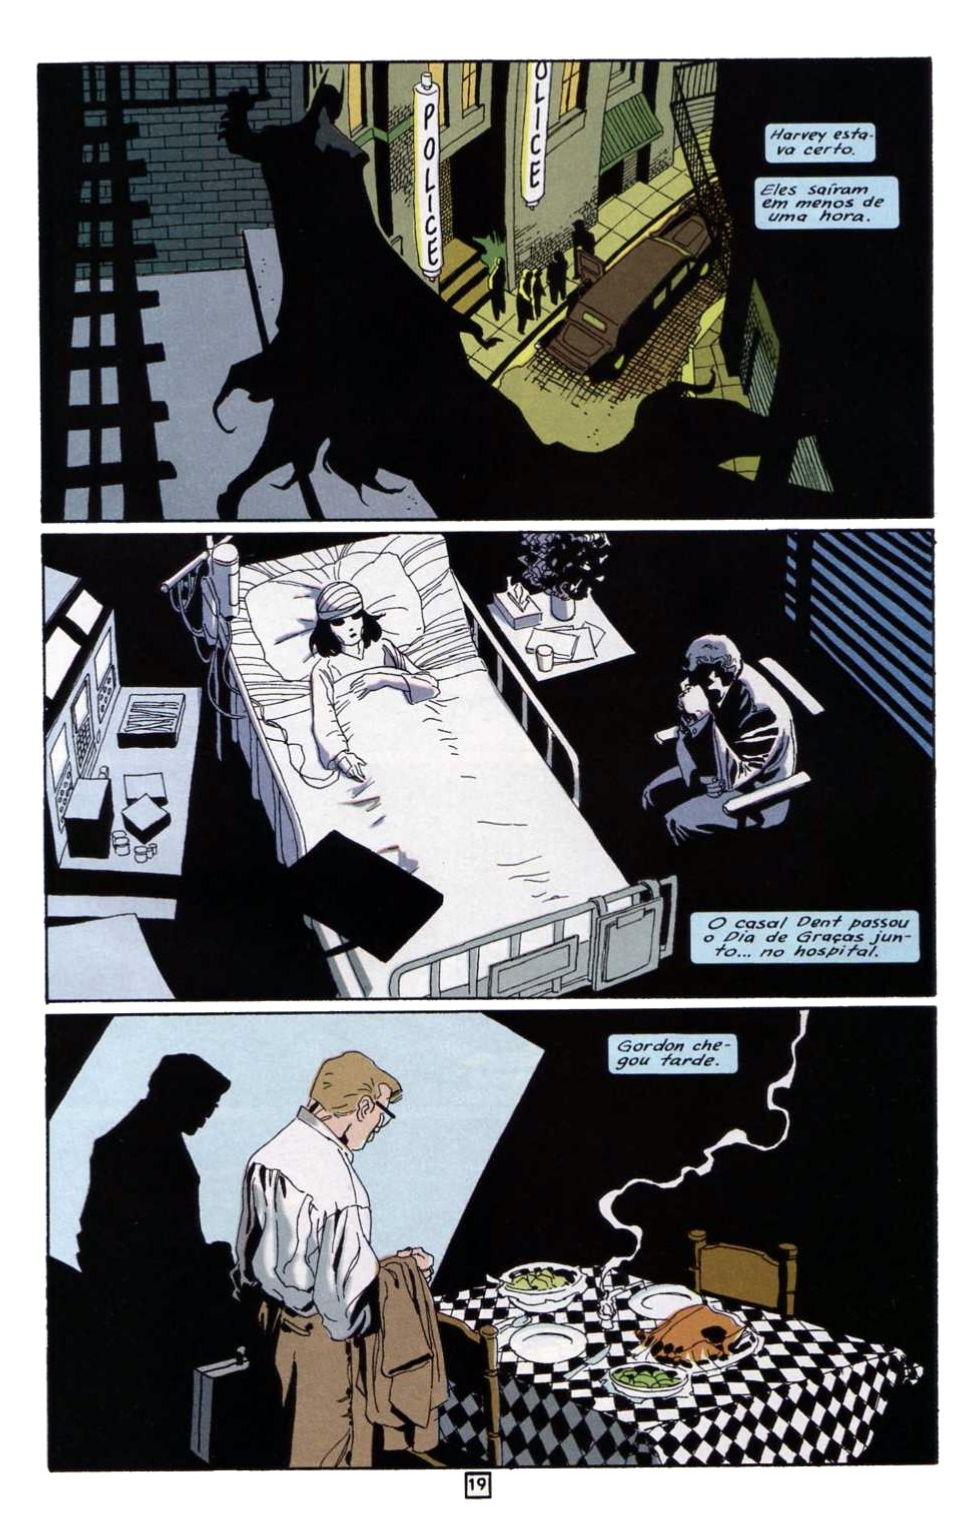 POLICE
OLICE
Harvey esta-
va certo.
Eles saíram
em menos de
uma hora.
O casal Dent passou
o Dia de Graças jun-
to... no hospital.
Gordon che-
gou tarde.
19